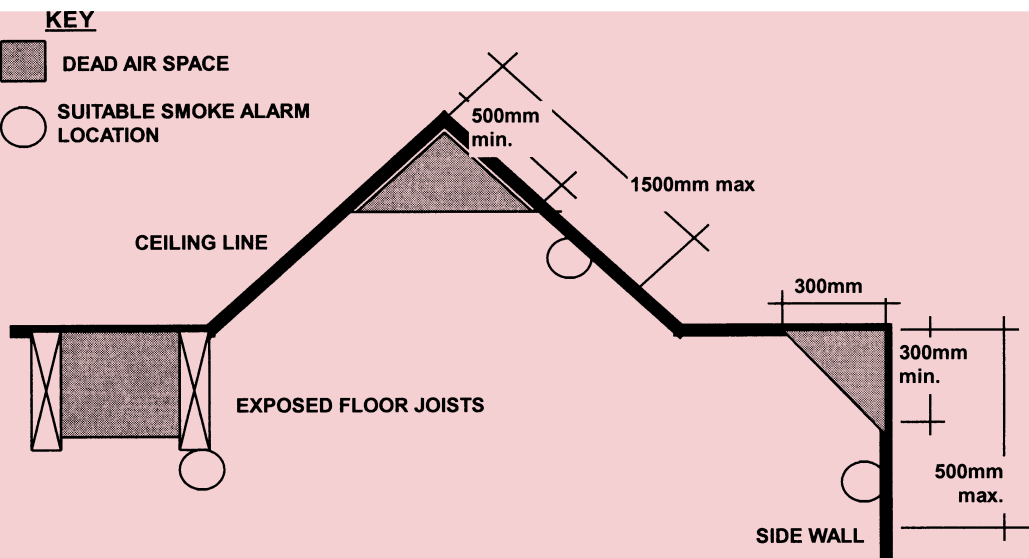 KEY
DEAD AIR SPACE
SUITABLE SMOKE ALARM
LOCATION
500mm
min.
1500mm max
CEILING LINE
300mm
300mm
min.
EXPOSED FLOOR JOISTS
500mm
max.
SIDE WALL